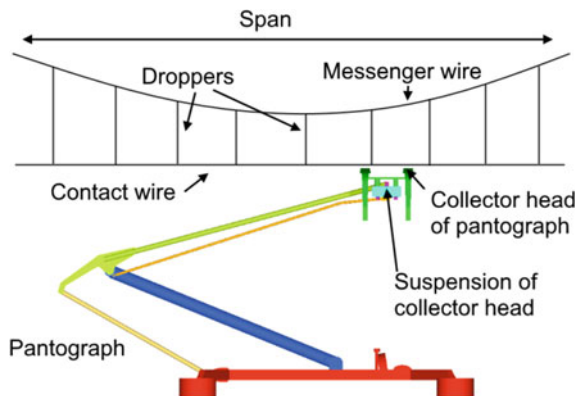 Span
Droppers
Messenger wire
Contact wire
Collector head
of pantograph
Suspension of
collector head
Pantograph